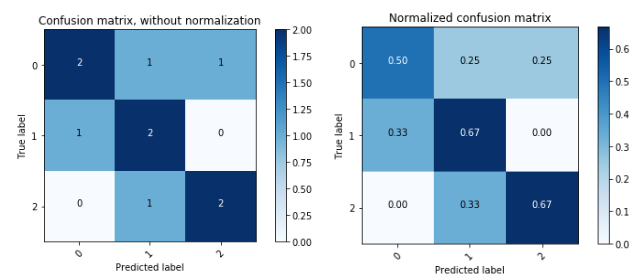 Confusion matrix, without normalization
True label
0
1
2
2 1 1
1 2 0
0 1 2
0 1 2
Predicted label
2.00
1.75
1.50
1.25
1.00
0.75
0.50
0.25
0.00
Normalized confusion matrix
True label
0
1
2
0.50 0.25 0.25
0.33 0.67 0.00
0.00 0.33 0.67
0 1 2
Predicted label
0.6
0.5
0.4
0.3
0.2
0.1
0.0